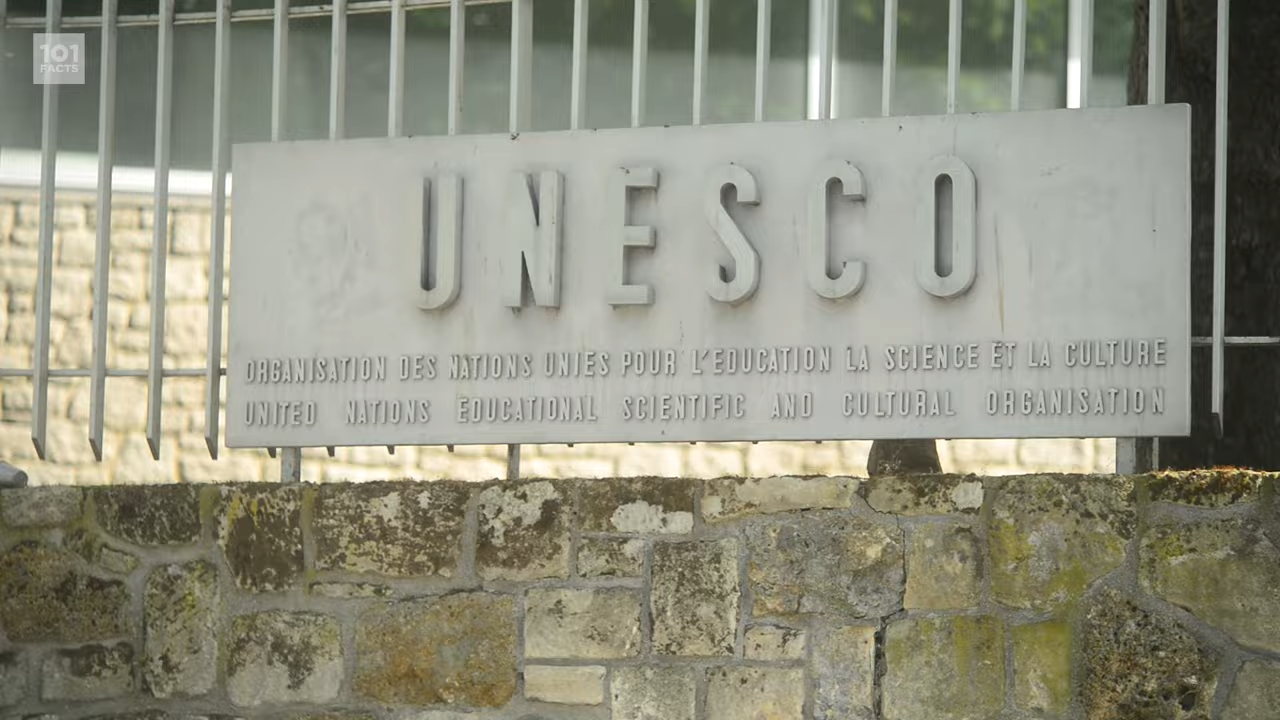 101
FACTS
UNESCO
ORGANISATION DES NATIONS UNIES POUR L'EDUCATION LA SCIENCE ET LA CULTURE
UNITED NATIONS EDUCATIONAL SCIENTIFIC AND CULTURAL ORGANISATION